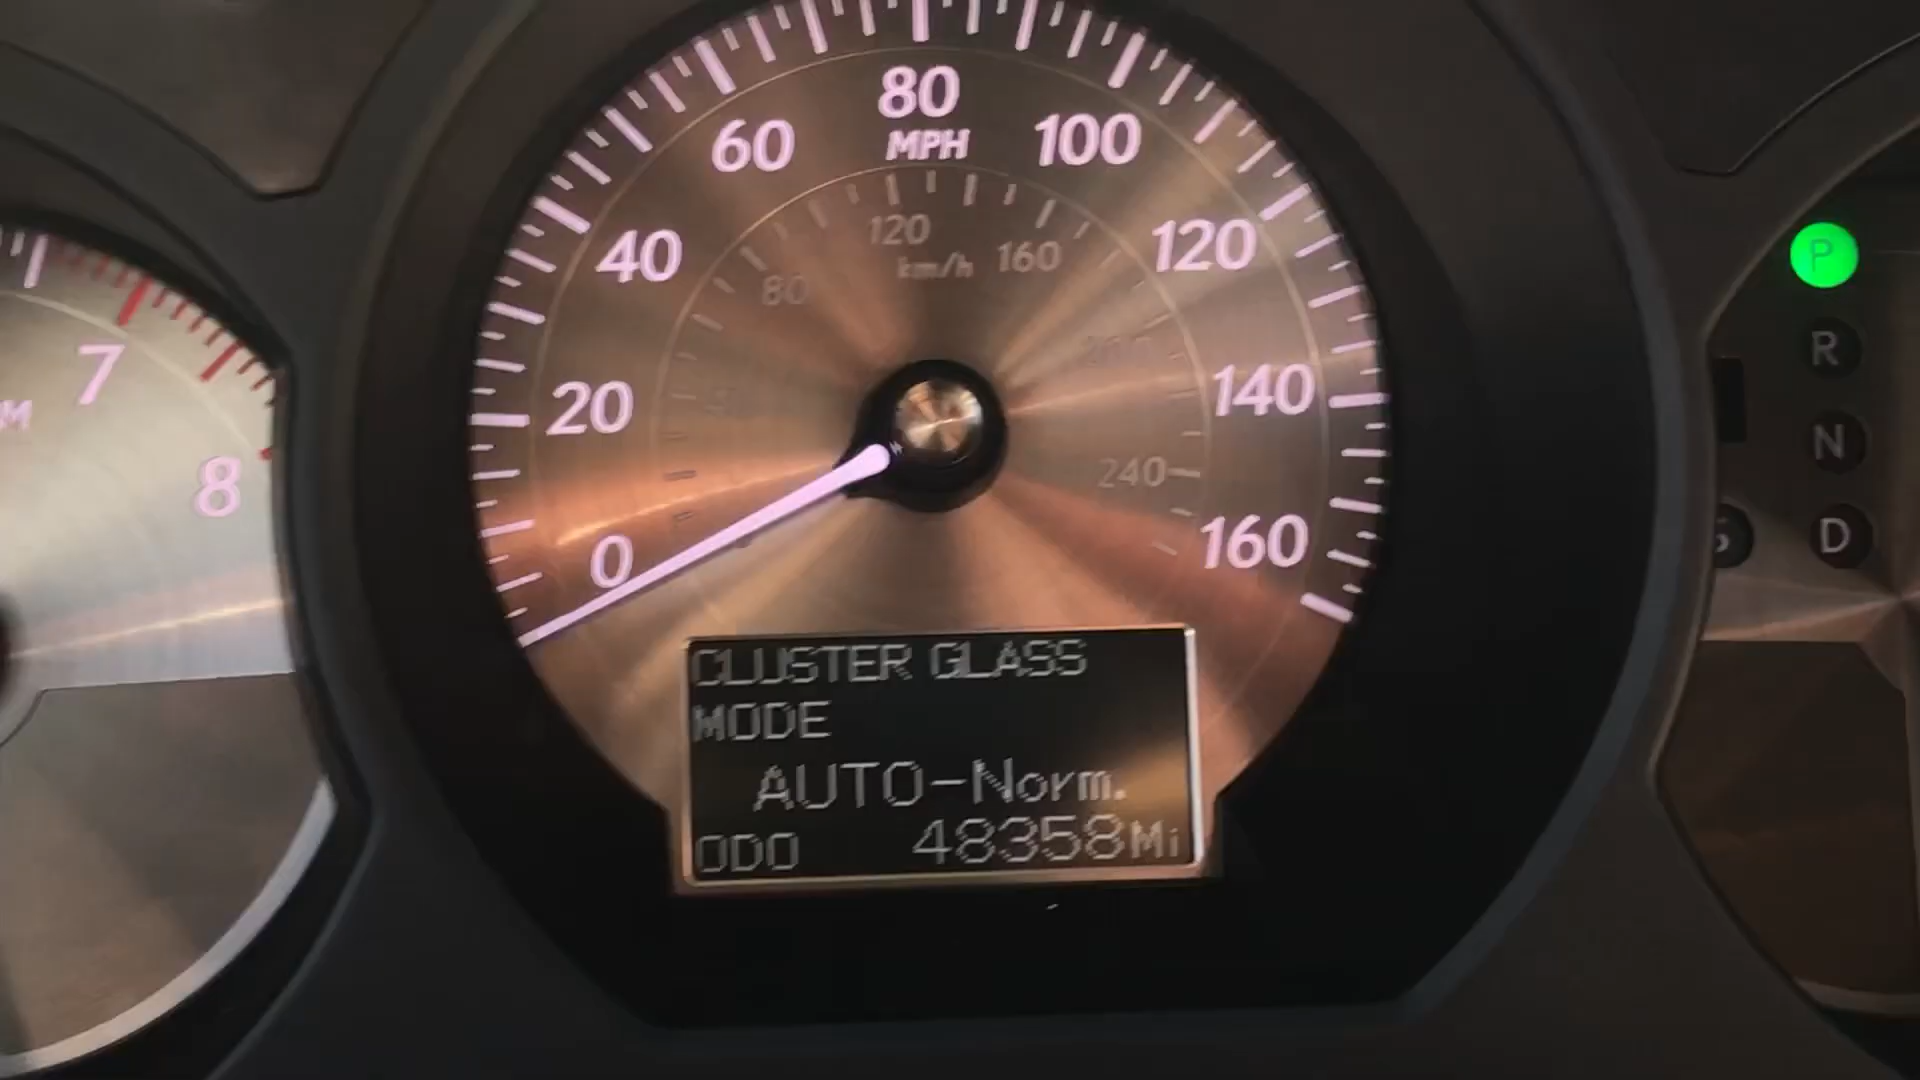 80
MPH
60
100
40
120
20
140
0
160
120
km/h
160
80
240
7
8
P
R
N
D
CLUSTER GLASS
MODE
AUTO-Norm.
ODO 48358Mi